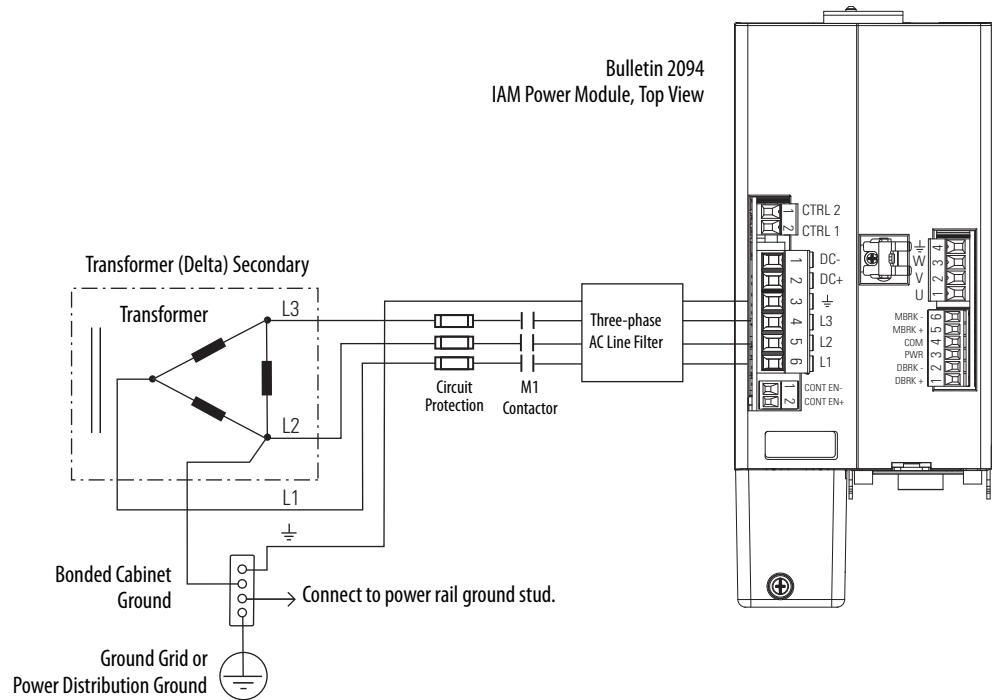 Bulletin 2094
IAM Power Module, Top View
CTRL 2
CTRL 1
1
2
DC-
DC+
⏚
L3
L2
L1
1
2
3
4
5
6
CONT EN-
CONT EN+
1
2
⏚
W
V
U
4
3
2
1
MBRK -
MBRK +
COM
PWR
DBRK -
DBRK +
6
5
4
3
2
1
Transformer (Delta) Secondary
Transformer
L3
L2
L1
⏚
Circuit
Protection
M1
Contactor
Three-phase
AC Line Filter
Bonded Cabinet
Ground
Connect to power rail ground stud.
Ground Grid or
Power Distribution Ground